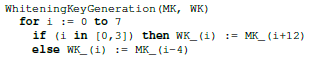 WhiteningKeyGeneration(MK, WK)
for i := 0 to 7
if (i in [0,3]) then WK_(i) := MK_(i+12)
else WK_(i) := MK_(i-4)